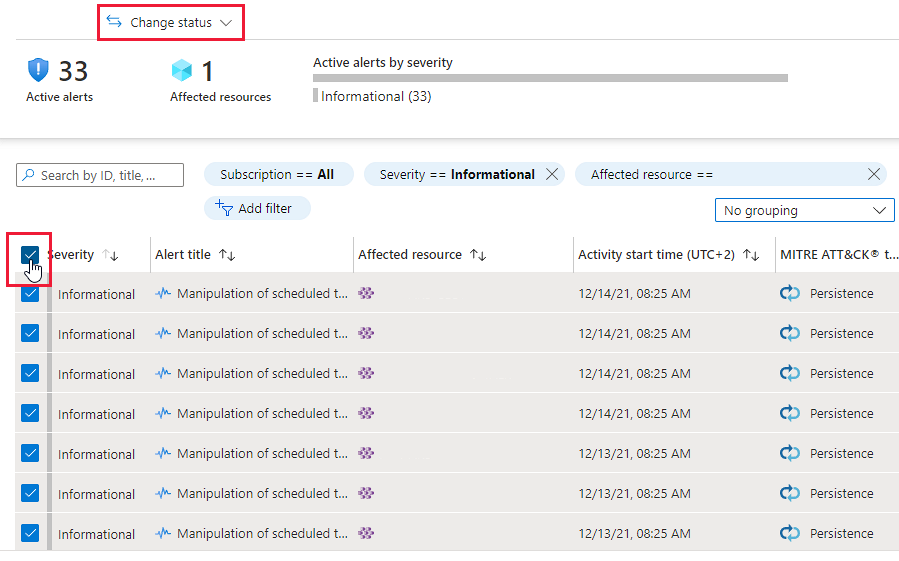 Change status
33
Active alerts
1
Affected resources
Active alerts by severity
Informational (33)
Search by ID, title, ...
Subscription == All
Severity == Informational
Affected resource ==
Add filter
No grouping
Severity Alert title Affected resource Activity start time (UTC+2) MITRE ATT&CK® t...
Informational Manipulation of scheduled t... 12/14/21, 08:25 AM Persistence
Informational Manipulation of scheduled t... 12/14/21, 08:25 AM Persistence
Informational Manipulation of scheduled t... 12/14/21, 08:25 AM Persistence
Informational Manipulation of scheduled t... 12/14/21, 08:25 AM Persistence
Informational Manipulation of scheduled t... 12/13/21, 08:25 AM Persistence
Informational Manipulation of scheduled t... 12/13/21, 08:25 AM Persistence
Informational Manipulation of scheduled t... 12/13/21, 08:25 AM Persistence